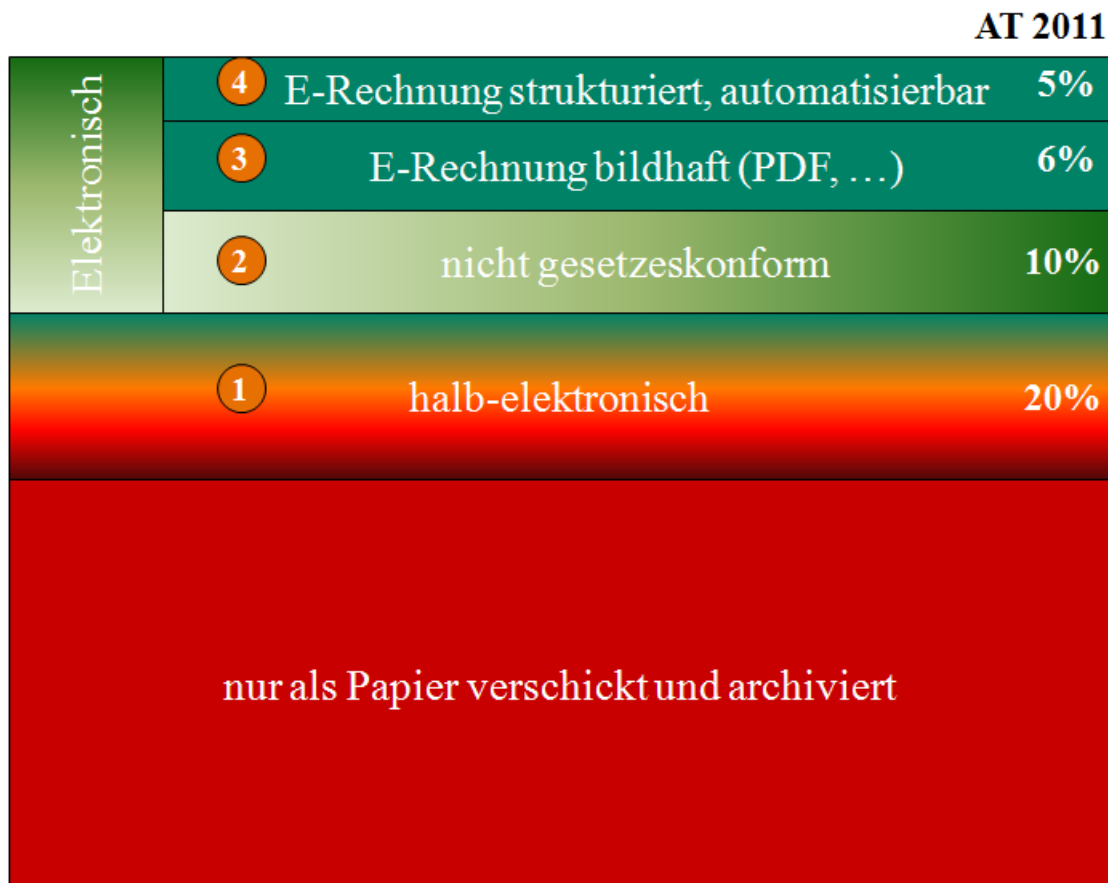 AT 2011
Elektronisch
4 E-Rechnung strukturiert, automatisierbar 5%
3 E-Rechnung bildhaft (PDF, …) 6%
2 nicht gesetzeskonform 10%
1 halb-elektronisch 20%
nur als Papier verschickt und archiviert